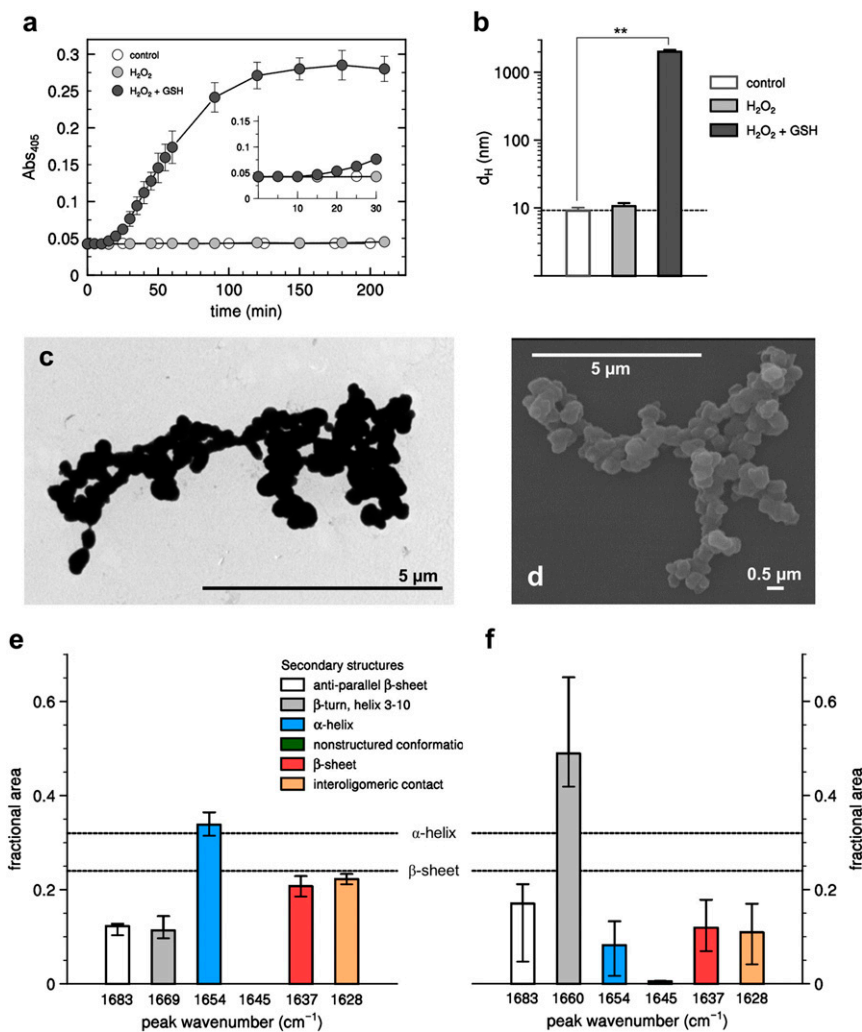 a
b
control
H₂O₂
H₂O₂ + GSH
0.3
0.25
0.2
0.15
0.1
0.05
0
Abs₄₀₅
0.15
0.1
0.05
0
10
20
30
0
50
100
150
200
time (min)
**
1000
100
10
d_H (nm)
control
H₂O₂
H₂O₂ + GSH
c
5 µm
5 µm
d
0.5 µm
e
f
0.6
0.4
0.2
0
fractional area
Secondary structures
anti-parallel β-sheet
β-turn, helix 3-10
α-helix
nonstructured conformatio
β-sheet
interoligomeric contact
α-helix
β-sheet
0.6
0.4
0.2
0
fractional area
1683 1669 1654 1645 1637 1628
peak wavenumber (cm⁻¹)
1683 1660 1654 1645 1637 1628
peak wavenumber (cm⁻¹)